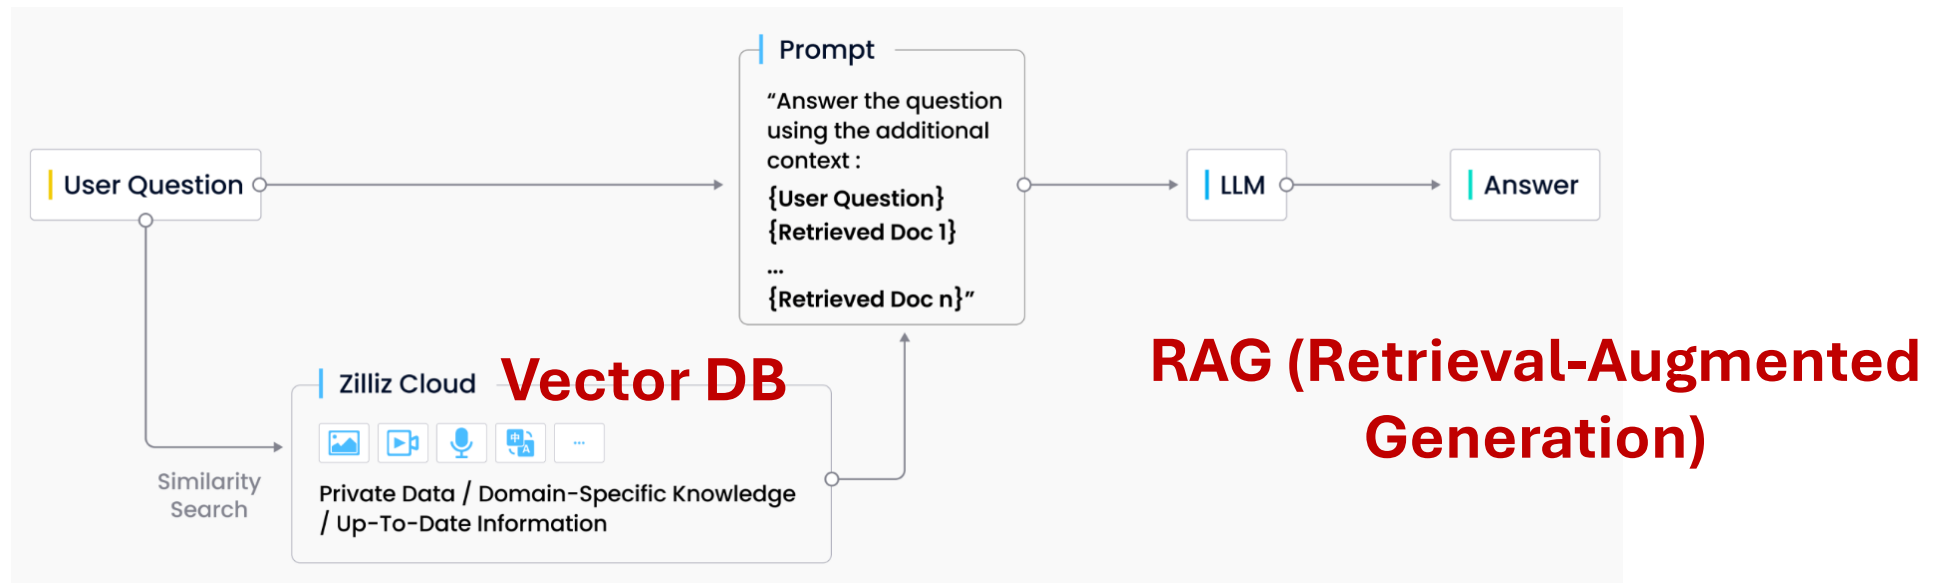 Prompt
“Answer the question
using the additional
context :
{User Question}
{Retrieved Doc 1}
...
{Retrieved Doc n}”
User Question
LLM
Answer
Zilliz Cloud
Vector DB
中
A
...
Private Data / Domain-Specific Knowledge
/ Up-To-Date Information
Similarity
Search
RAG (Retrieval-Augmented
Generation)